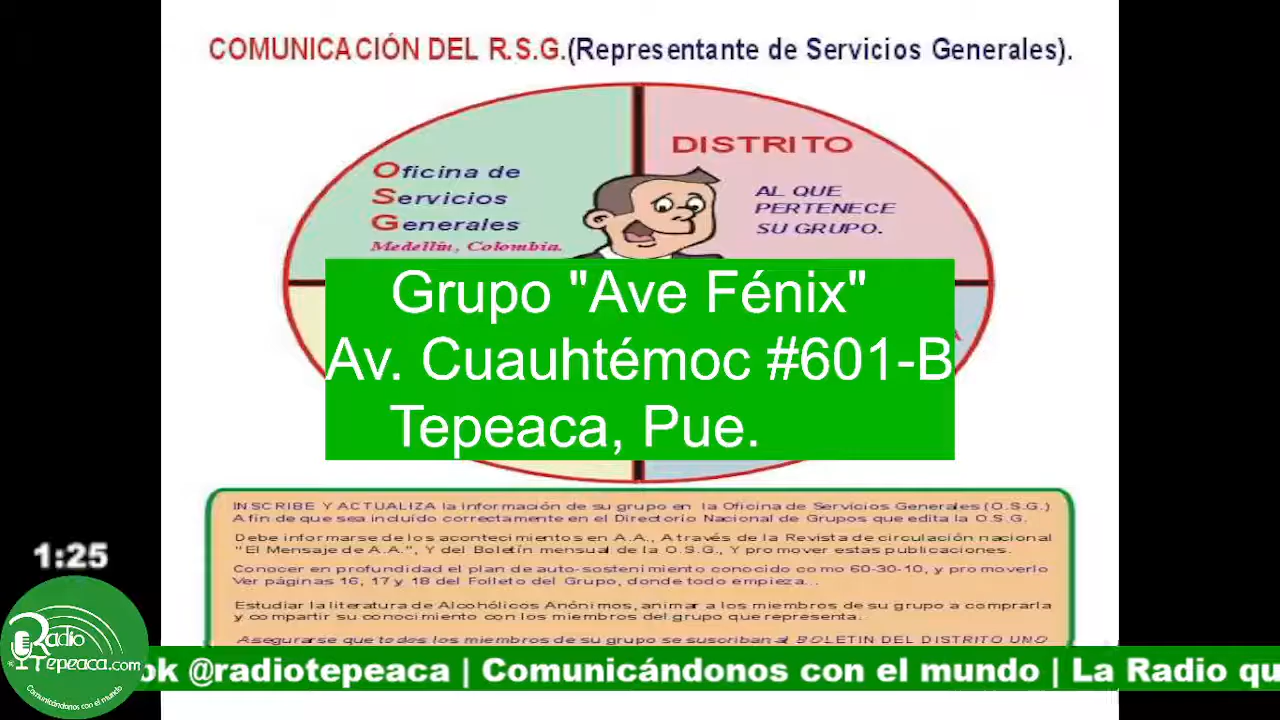 COMUNICACIÓN DEL R.S.G.(Representante de Servicios Generales).
Oficina de
Servicios
Generales
Medellín, Colombia.
DISTRITO
AL QUE
PERTENECE
SU GRUPO.
Grupo "Ave Fénix"
Av. Cuauhtémoc #601-B
Tepeaca, Pue.
INSCRIBE Y ACTUALIZA la información de su grupo en la Oficina de Servicios Generales (O.S.G.)
A fin de que sea incluído correctamente en el Directorio Nacional de Grupos que edita la O.S.G.
Debe informarse de los acontecimientos en A.A., A través de la Revista de circulación nacional
"El Mensaje de A.A.", Y del Boletín mensual de la O.S.G., Y promover estas publicaciones.
Conocer en profundidad el plan de auto-sostenimiento conocido como 60-30-10, y promoverlo
Ver páginas 16, 17 y 18 del Folleto del Grupo, donde todo empieza...
Estudiar la literatura de Alcohólicos Anónimos, animar a los miembros de su grupo a comprarla
y compartir su conocimiento con los miembros del grupo que representa.
Asegurarse que todos los miembros de su grupo se suscriban al BOLETIN DEL DISTRITO UNO
1:25
Radio
Tepeaca.com
Comunicándonos con el mundo
ok @radiotepeaca | Comunicándonos con el mundo | La Radio qu